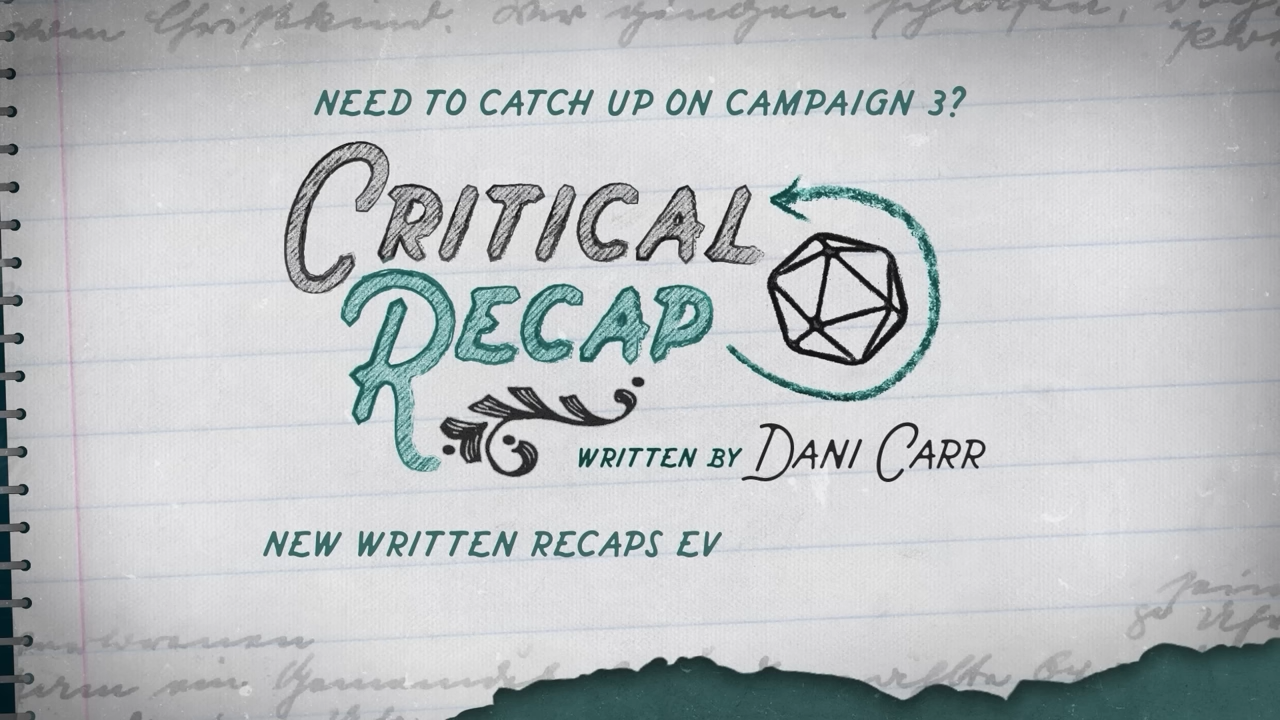 NEED TO CATCH UP ON CAMPAIGN 3?
CRITICAL
RECAP
WRITTEN BY DANI CARR
NEW WRITTEN RECAPS EV